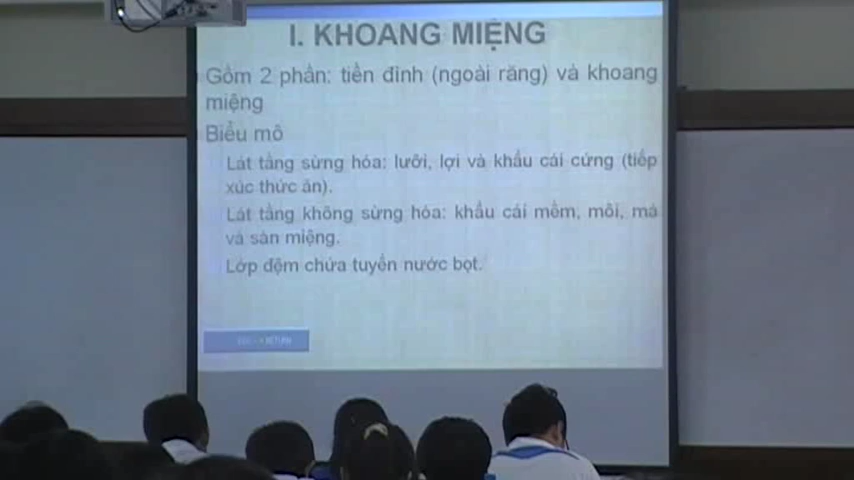 I. KHOANG MIỆNG
Gồm 2 phần: tiền đình (ngoài răng) và khoang
miệng
Biểu mô
Lát tầng sừng hóa: lưỡi, lợi và khẩu cái cứng (tiếp
xúc thức ăn).
Lát tầng không sừng hóa: khẩu cái mềm, môi, má
và sàn miệng.
Lớp đệm chứa tuyến nước bọt.
RETURN